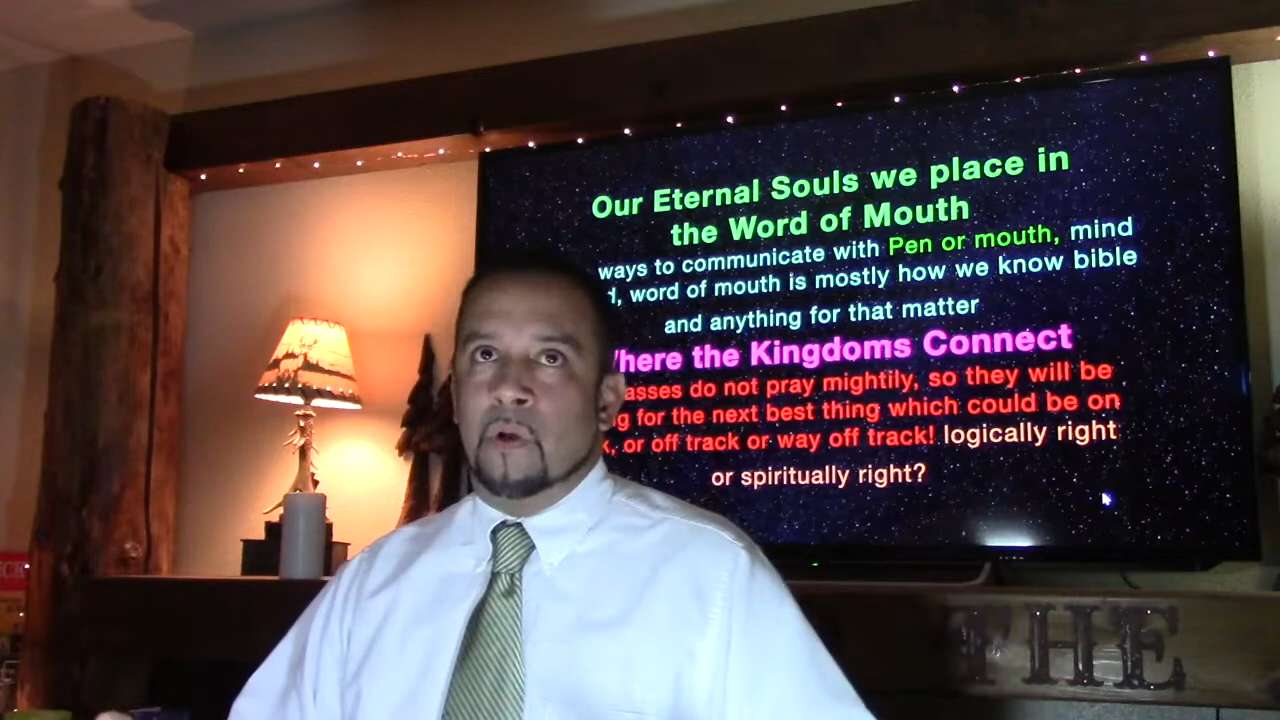 Our Eternal Souls we place in
the Word of Mouth
ways to communicate with Pen or mouth, mind
word of mouth is mostly how we know bible
and anything for that matter
the Kingdoms Connect
do not pray mightily, so they will be
for the next best thing which could be on
or off track or way off track! logically right
or spiritually right?
THE